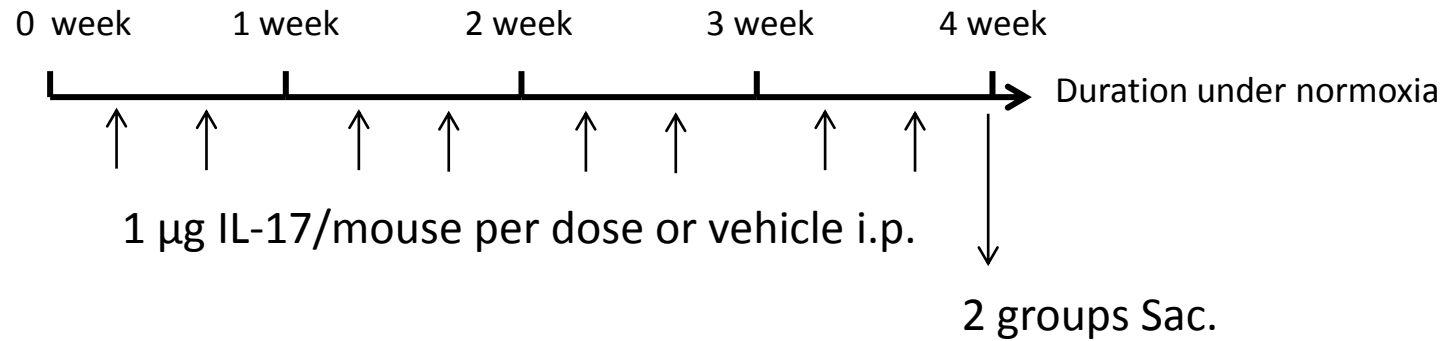 0 week 1 week 2 week 3 week 4 week
Duration under normoxia
1 µg IL-17/mouse per dose or vehicle i.p.
2 groups Sac.